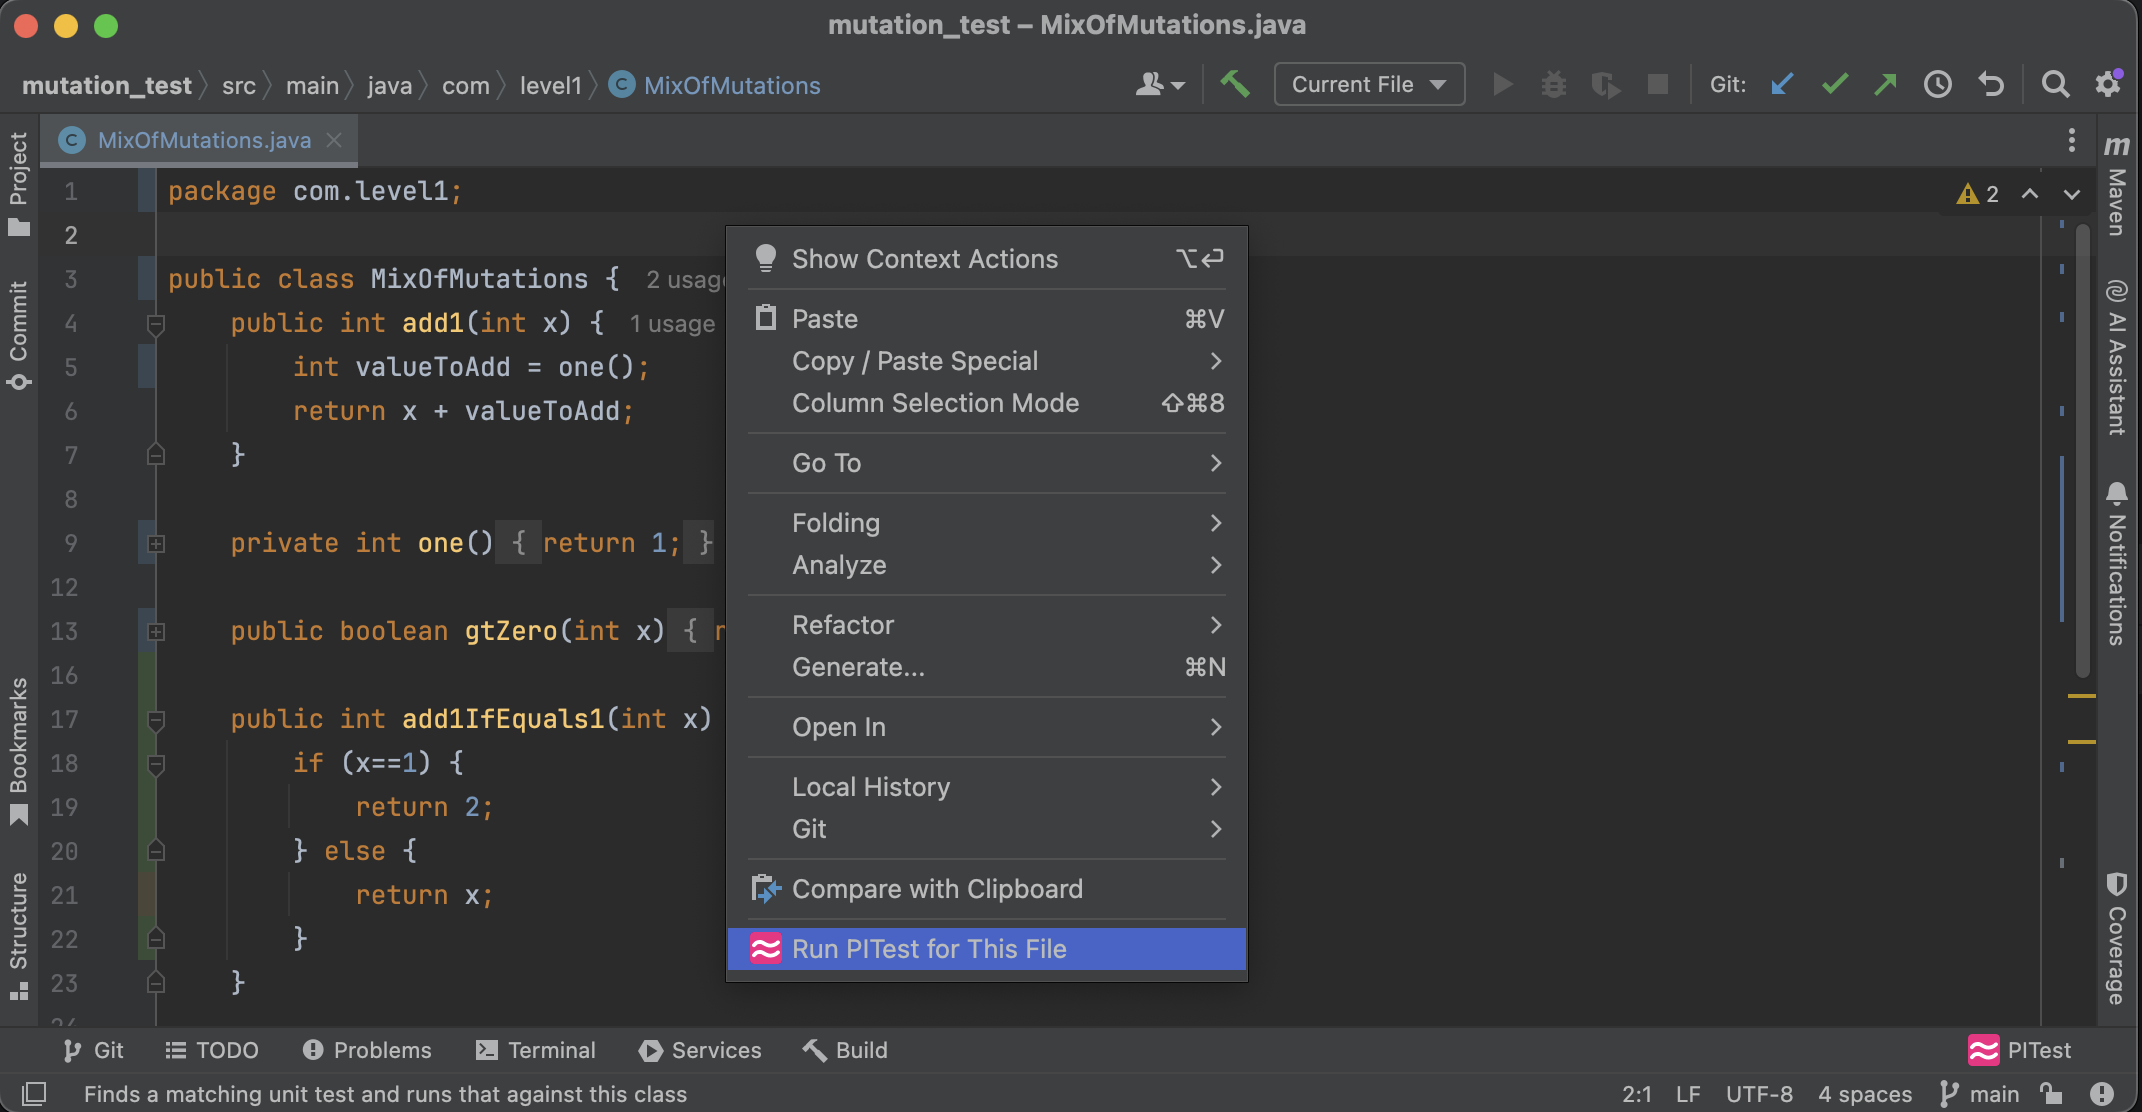 mutation_test – MixOfMutations.java
mutation_test src main java com level1 C MixOfMutations
Current File Git:
C MixOfMutations.java
Project
Commit
Bookmarks
Structure
1 package com.level1;
2 2
3 public class MixOfMutations { 2 usag
4 public int add1(int x) { 1 usage
5 int valueToAdd = one();
6 return x + valueToAdd;
7 }
8
9 private int one() { return 1; }
12
13 public boolean gtZero(int x) { r
16
17 public int add1IfEquals1(int x)
18 if (x==1) {
19 return 2;
20 } else {
21 return x;
22 }
23 }
24
Show Context Actions ⌥⏎
Paste ⌘V
Copy / Paste Special
Column Selection Mode ⇧⌘8
Go To
Folding
Analyze
Refactor
Generate... ⌘N
Open In
Local History
Git
Compare with Clipboard
Run PITest for This File
m Maven
AI Assistant
Notifications
Coverage
Git TODO Problems Terminal Services Build PITest
Finds a matching unit test and runs that against this class 2:1 LF UTF-8 4 spaces main